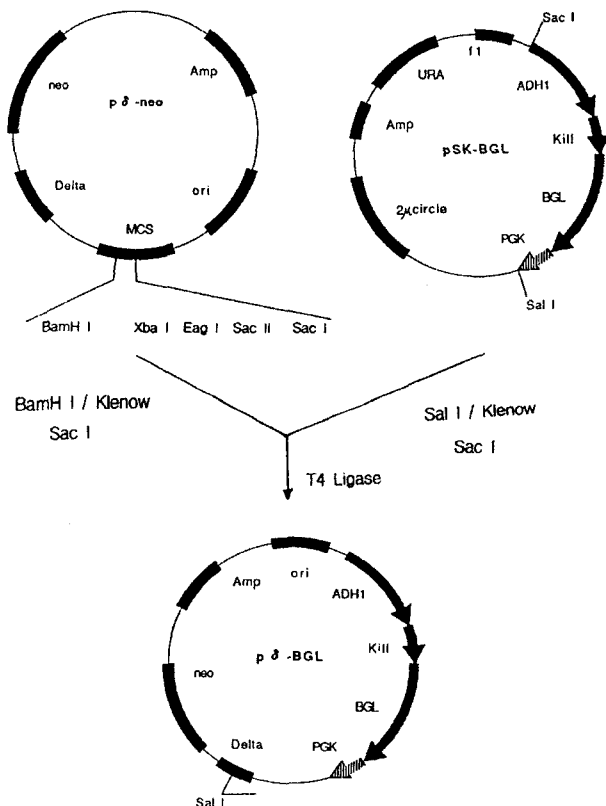 Sac I
f1
neo
Amp
p δ -neo
Delta
ori
MCS
URA
ADH1
Amp
Kill
pSK-BGL
BGL
2μcircle
PGK
Sal I
BamH I Xba I Eag I Sac II Sac I
BamH I / Klenow
Sac I
Sal I / Klenow
Sac I
T4 Ligase
Amp
ori
ADH1
Kill
p δ -BGL
neo
BGL
Delta
PGK
Sal I